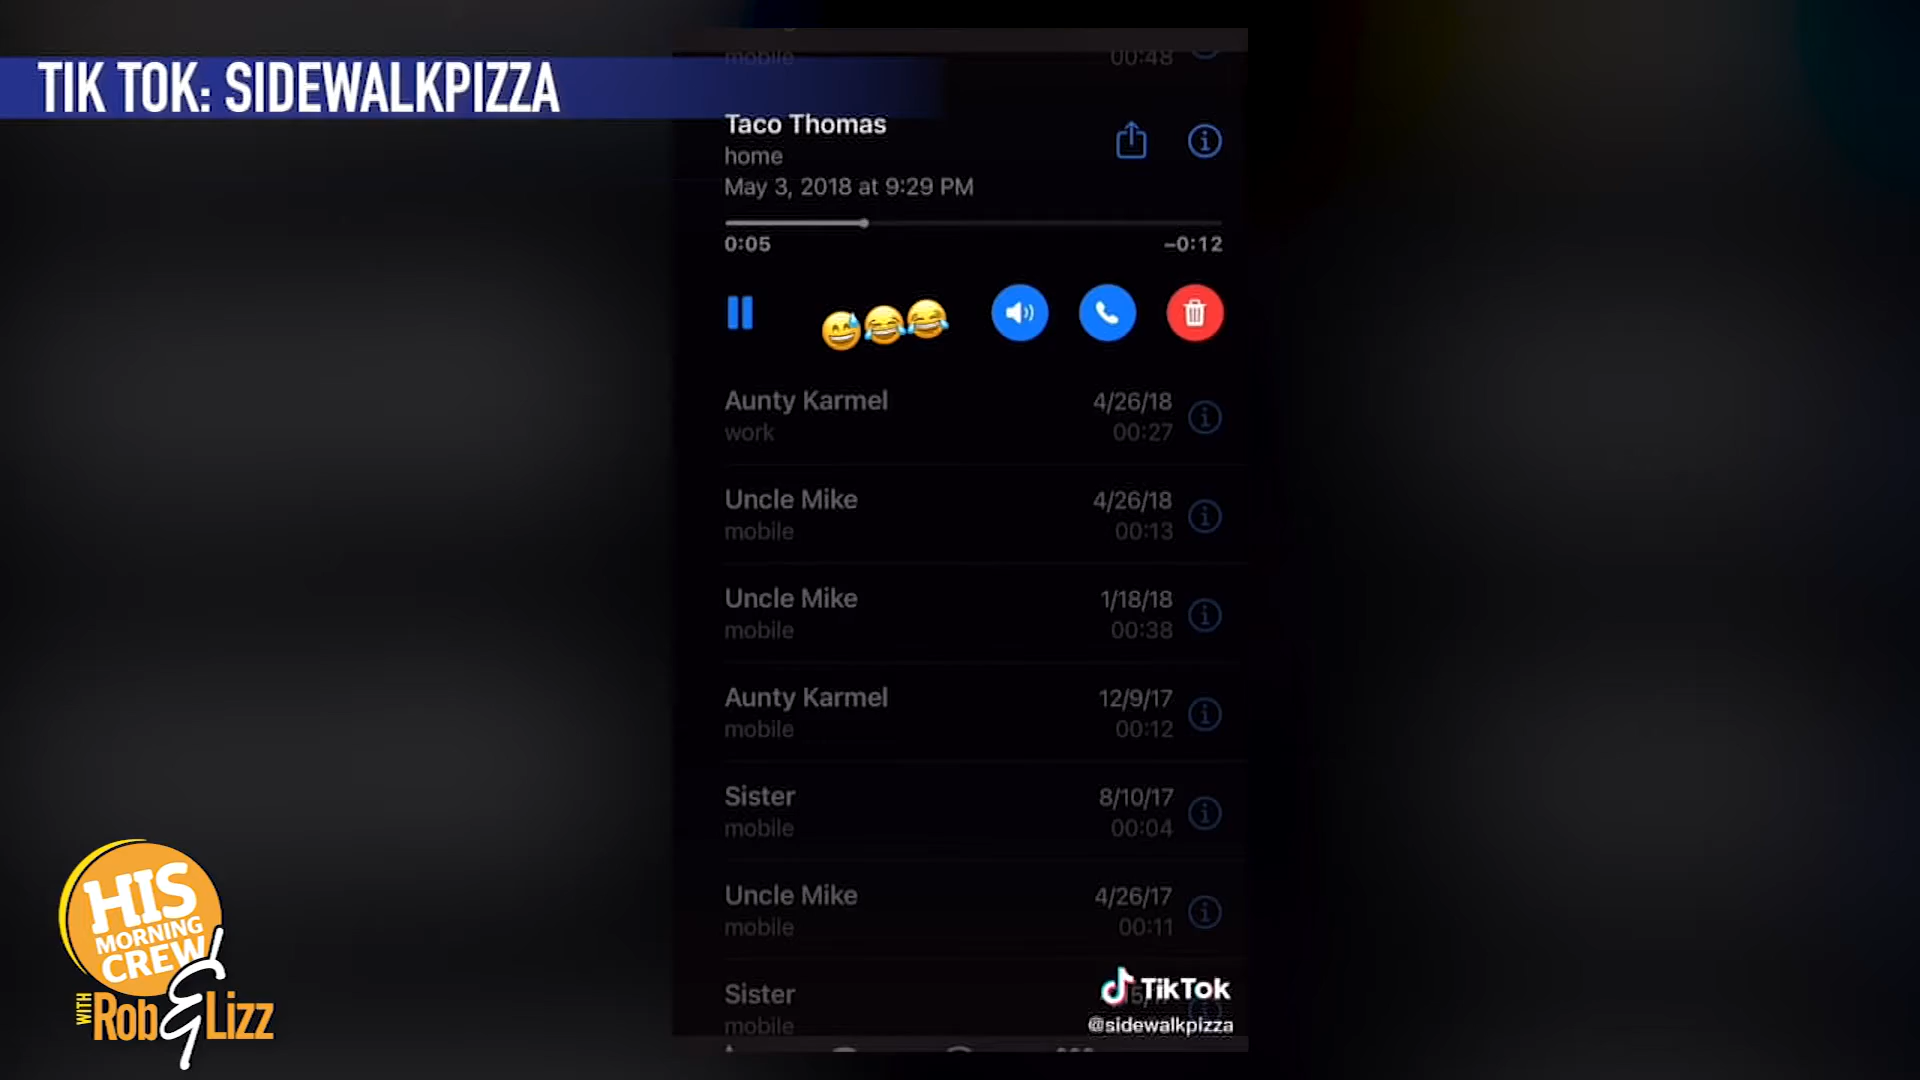 TIK TOK: SIDEWALKPIZZA
mobile 00:48
Taco Thomas
home
May 3, 2018 at 9:29 PM
0:05 -0:12
Aunty Karmel 4/26/18
work 00:27
Uncle Mike 4/26/18
mobile 00:13
Uncle Mike 1/18/18
mobile 00:38
Aunty Karmel 12/9/17
mobile 00:12
Sister 8/10/17
mobile 00:04
Uncle Mike 4/26/17
mobile 00:11
Sister
mobile
TikTok
@sidewalkpizza
HIS
MORNING
CREW
WITH Rob & Lizz